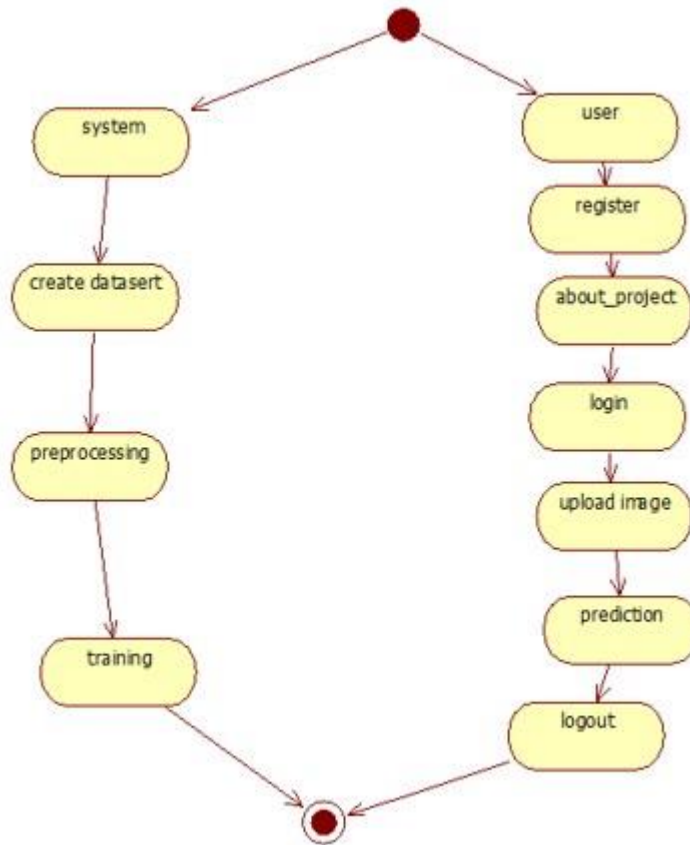 system
create datasert
preprocessing
training
user
register
about_project
login
upload image
prediction
logout